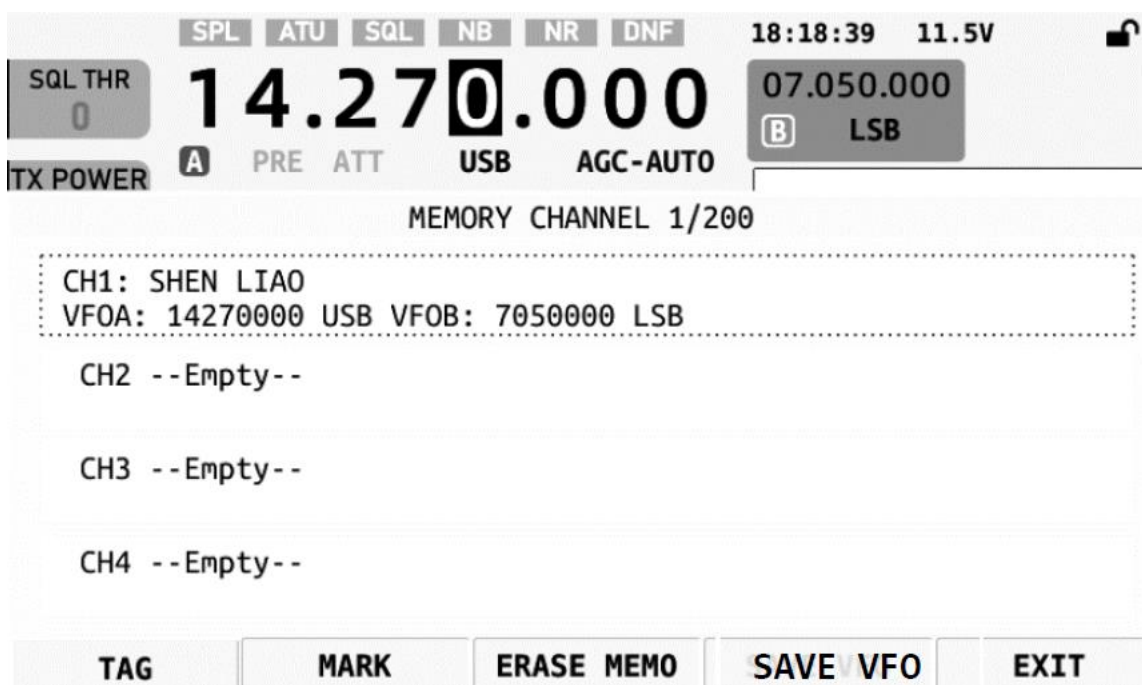 SPL ATU SQL NB NR DNF 18:18:39 11.5V
SQL THR
0
14.270.000
07.050.000
B LSB
A PRE ATT USB AGC-AUTO
TX POWER
MEMORY CHANNEL 1/200
CH1: SHEN LIAO
VFOA: 14270000 USB VFOB: 7050000 LSB
CH2 --Empty--
CH3 --Empty--
CH4 --Empty--
TAG MARK ERASE MEMO SAVE VFO EXIT